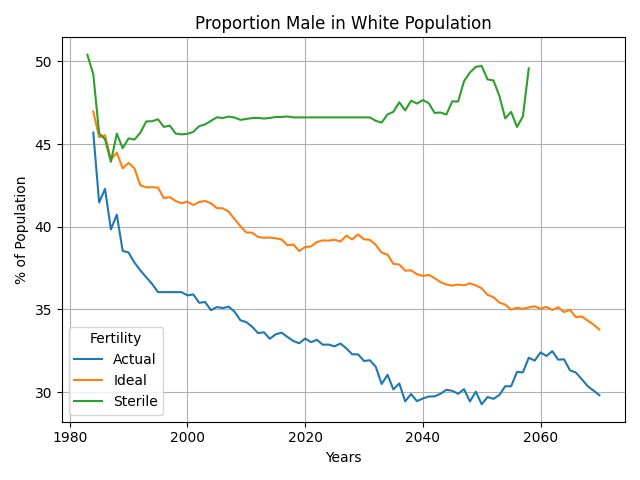 Proportion Male in White Population
% of Population
50
45
40
35
30
Fertility
Actual
Ideal
Sterile
1980
2000
2020
2040
2060
Years